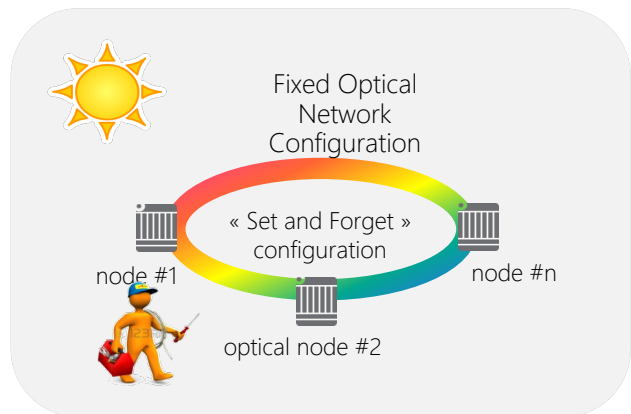 Fixed Optical
Network
Configuration
« Set and Forget »
configuration
node #1
node #n
optical node #2